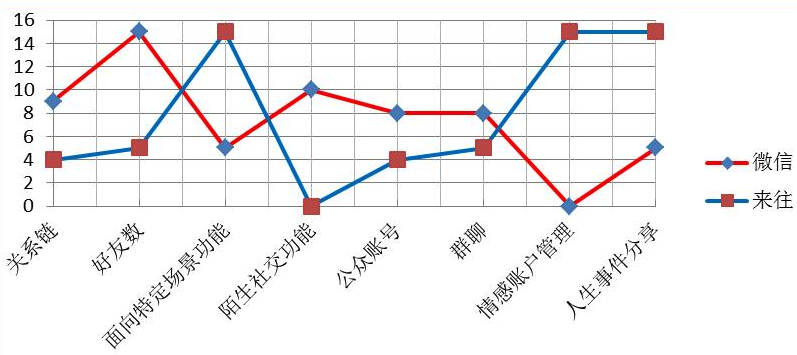 16
14
12
10
8
6
4
2
0
关系链
好友数
面向特定场景功能
陌生社交功能
公众账号
群聊
情感账户管理
人生事件分享
微信
来往